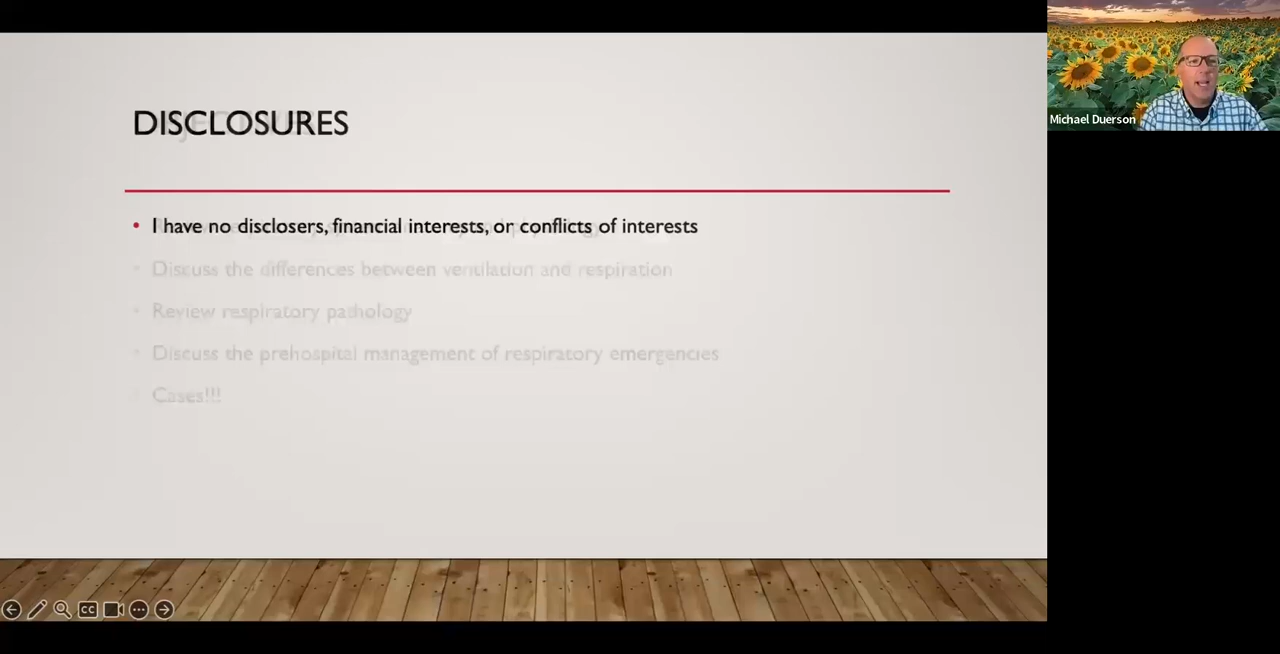 DISCLOSURES
I have no disclosers, financial interests, or conflicts of interests
Discuss the differences between ventilation and respiration
Review respiratory pathology
Discuss the prehospital management of respiratory emergencies
Cases!!!
Michael Duerson
CC